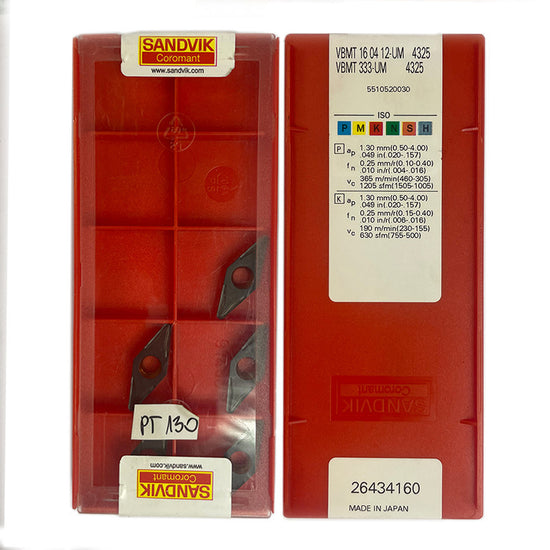 SANDVIK
Coromant
www.sandvik.com
PT 130
www.sandvik.com
SANDVIK
Coromant
VBMT 16 04 12-UM 4325
VBMT 333-UM 4325
5510520030
ISO
P M K N S H
P ap 1.30 mm(0.50-4.00)
.049 in(.020-.157)
fn 0.25 mm/r(0.10-0.40)
.010 in/r(.004-.016)
vc 365 m/min(460-305)
1205 sfm(1505-1005)
K ap 1.30 mm(0.50-4.00)
.049 in(.020-.157)
fn 0.25 mm/r(0.15-0.40)
.010 in/r(.006-.016)
vc 190 m/min(230-155)
630 sfm(755-500)
SANDVIK
Coromant
26434160
MADE IN JAPAN